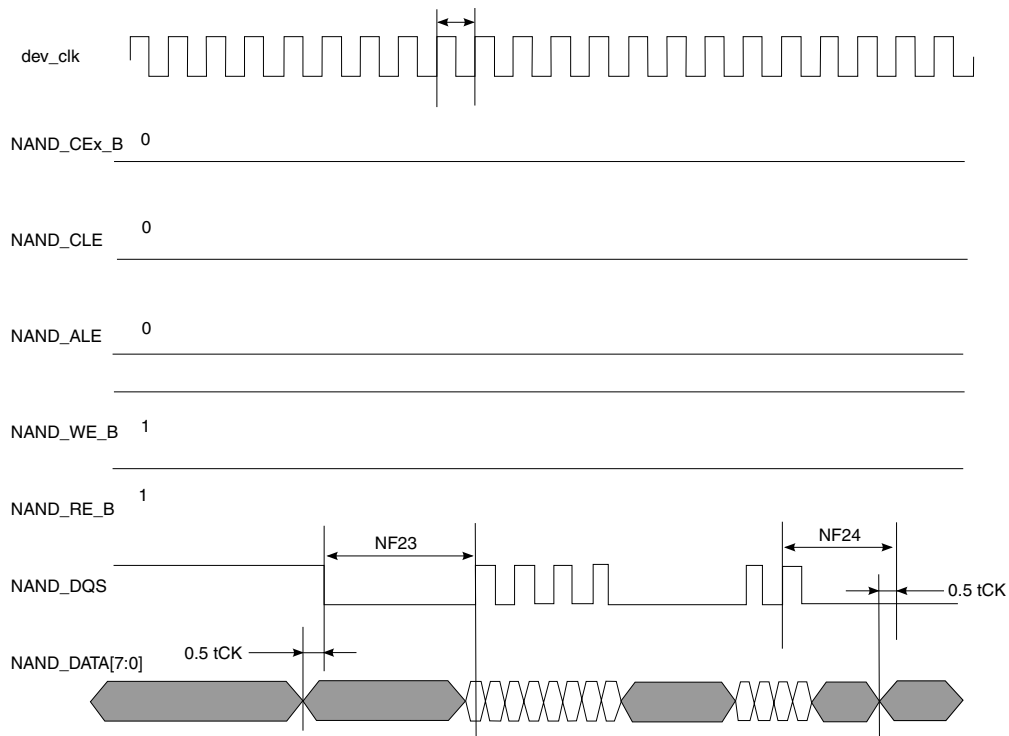 dev_clk
NAND_CEx_B 0
NAND_CLE 0
NAND_ALE 0
NAND_WE_B 1
NAND_RE_B 1
NF23
NF24
NAND_DQS
0.5 tCK
NAND_DATA[7:0]
0.5 tCK